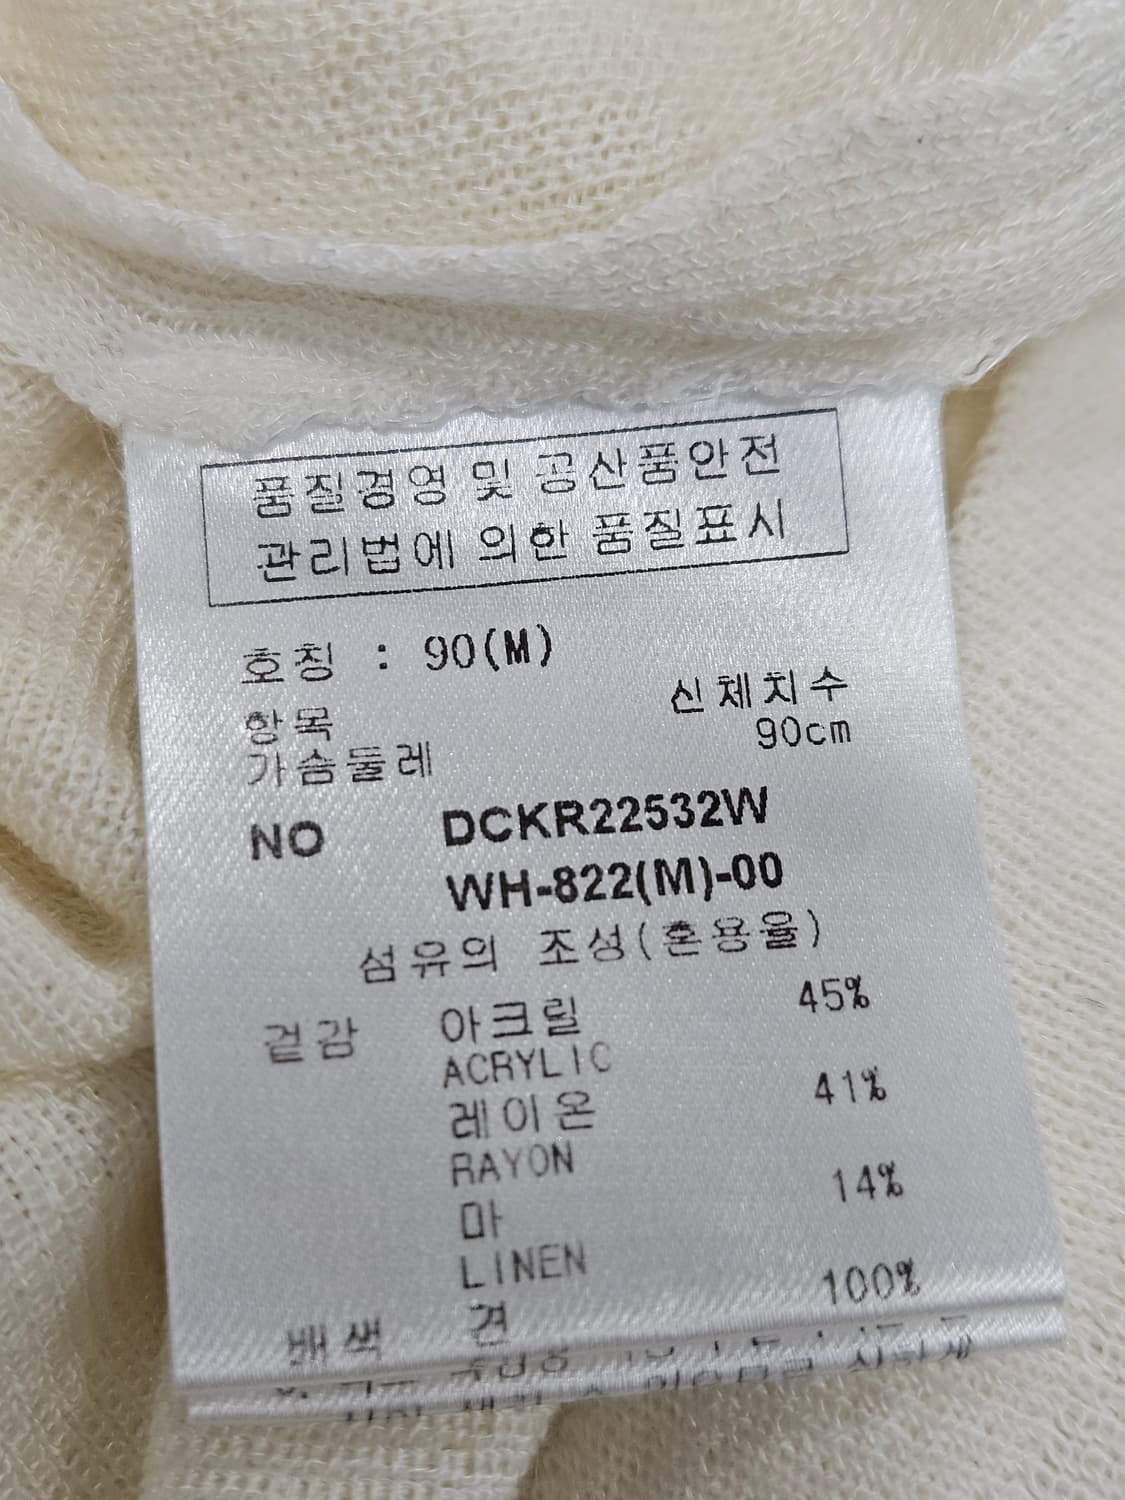 품질경영 및 공산품안전
관리법에 의한 품질표시
호칭 : 90(M)
항목 신체치수
가슴둘레 90cm
NO DCKR22532W
WH-822(M)-00
섬유의 조성(혼용율)
겉감 아크릴 45%
ACRYLIC
레이온 41%
RAYON
마 14%
LINEN
배색 견 100%